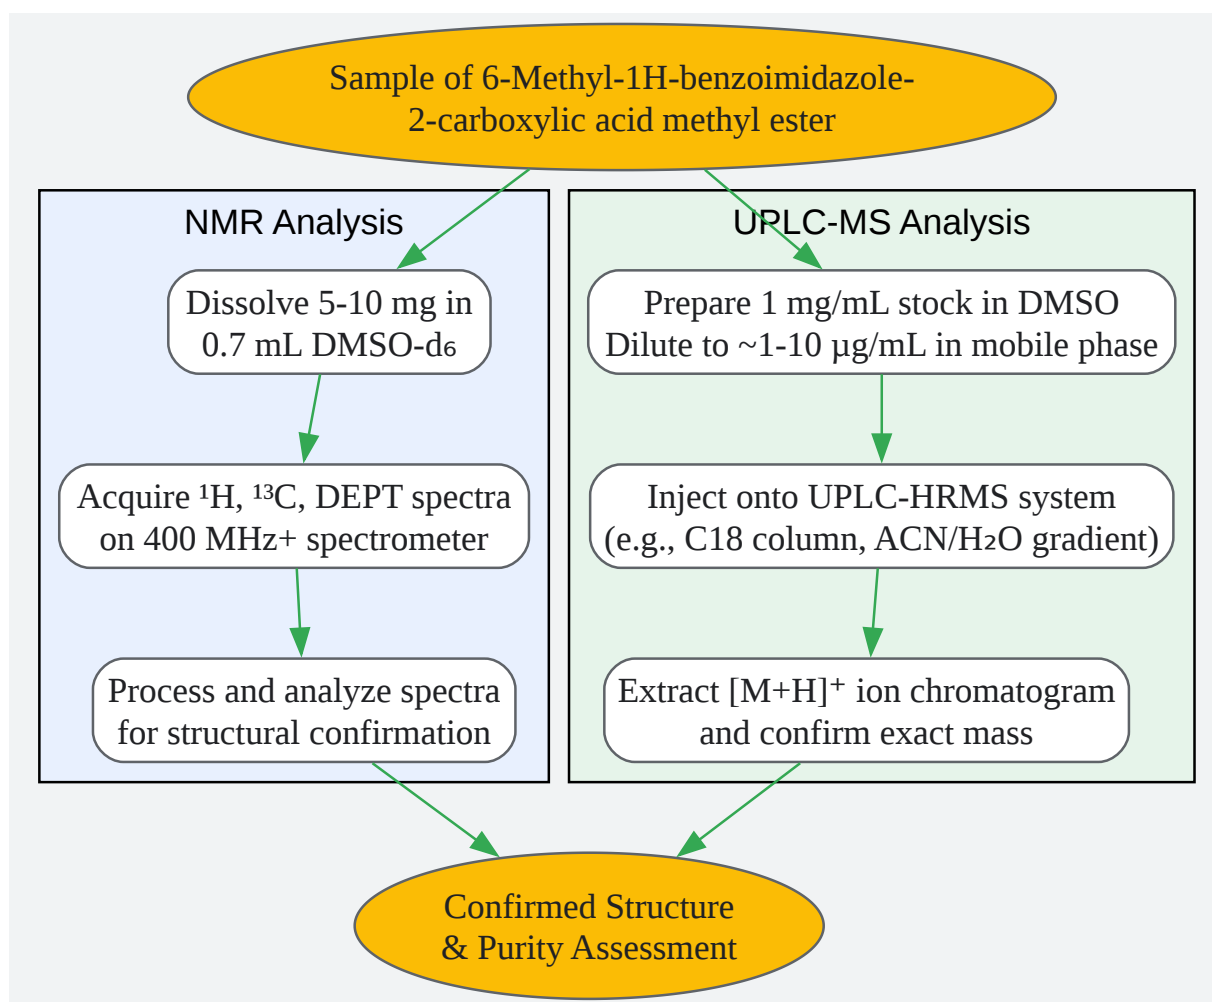 Sample of 6-Methyl-1H-benzoimidazole-
2-carboxylic acid methyl ester
NMR Analysis
Dissolve 5-10 mg in
0.7 mL DMSO-d₆
Acquire ¹H, ¹³C, DEPT spectra
on 400 MHz+ spectrometer
Process and analyze spectra
for structural confirmation
UPLC-MS Analysis
Prepare 1 mg/mL stock in DMSO
Dilute to ~1-10 µg/mL in mobile phase
Inject onto UPLC-HRMS system
(e.g., C18 column, ACN/H₂O gradient)
Extract [M+H]⁺ ion chromatogram
and confirm exact mass
Confirmed Structure
& Purity Assessment